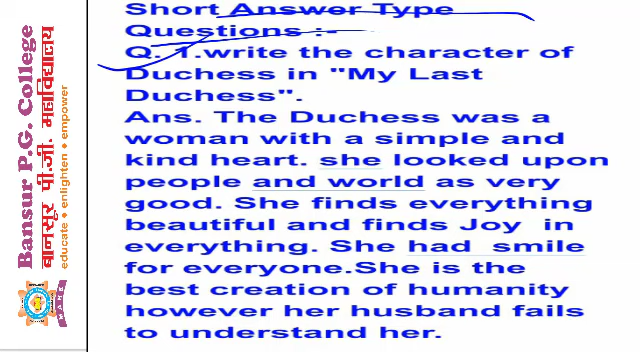 Short Answer Type
Questions :-
Q. 1.write the character of
Duchess in "My Last
Duchess".
Ans. The Duchess was a
woman with a simple and
kind heart. she looked upon
people and world as very
good. She finds everything
beautiful and finds Joy in
everything. She had smile
for everyone.She is the
best creation of humanity
however her husband fails
to understand her.
Bansur P.G. College
बानसूर पी.जी. महाविद्यालय
educate • enlighten • empower